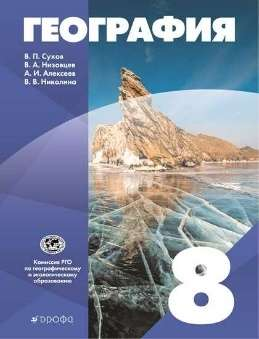 ГЕОГРАФИЯ
В. П. Сухов
В. А. Низовцев
А. И. Алексеев
В. В. Николина
Комиссия РГО
по географическому
и экологическому
образованию
8
дрофа